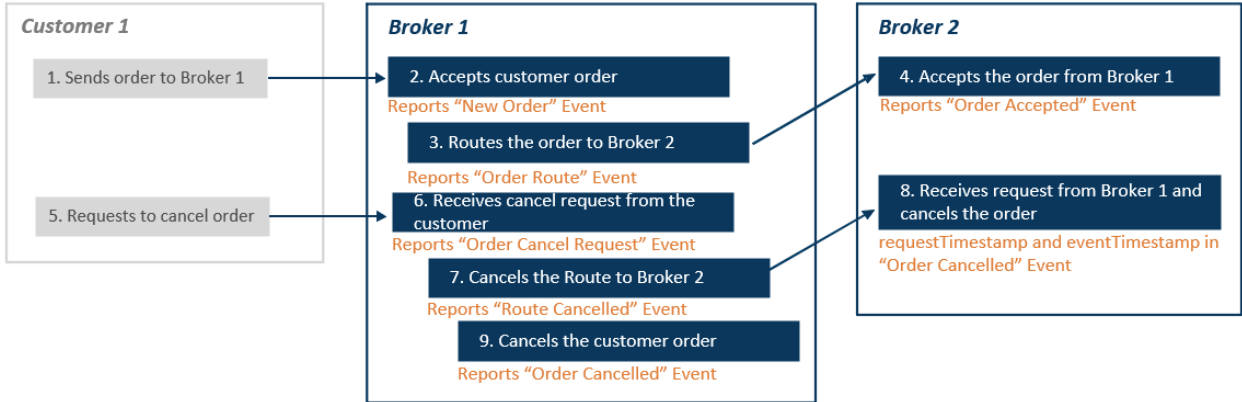 Customer 1
1. Sends order to Broker 1
5. Requests to cancel order
Broker 1
2. Accepts customer order
Reports “New Order” Event
3. Routes the order to Broker 2
Reports “Order Route” Event
6. Receives cancel request from the
customer
Reports “Order Cancel Request” Event
7. Cancels the Route to Broker 2
Reports “Route Cancelled” Event
9. Cancels the customer order
Reports “Order Cancelled” Event
Broker 2
4. Accepts the order from Broker 1
Reports “Order Accepted” Event
8. Receives request from Broker 1 and
cancels the order
requestTimestamp and eventTimestamp in
“Order Cancelled” Event